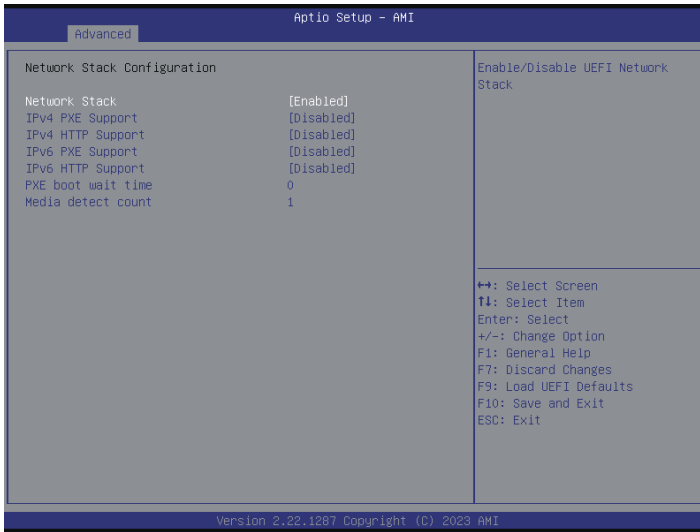 Aptio Setup – AMI
Advanced
Network Stack Configuration
Network Stack [Enabled]
IPv4 PXE Support [Disabled]
IPv4 HTTP Support [Disabled]
IPv6 PXE Support [Disabled]
IPv6 HTTP Support [Disabled]
PXE boot wait time 0
Media detect count 1
Enable/Disable UEFI Network
Stack
↔: Select Screen
↑↓: Select Item
Enter: Select
+/-: Change Option
F1: General Help
F7: Discard Changes
F9: Load UEFI Defaults
F10: Save and Exit
ESC: Exit
Version 2.22.1287 Copyright (C) 2023 AMI